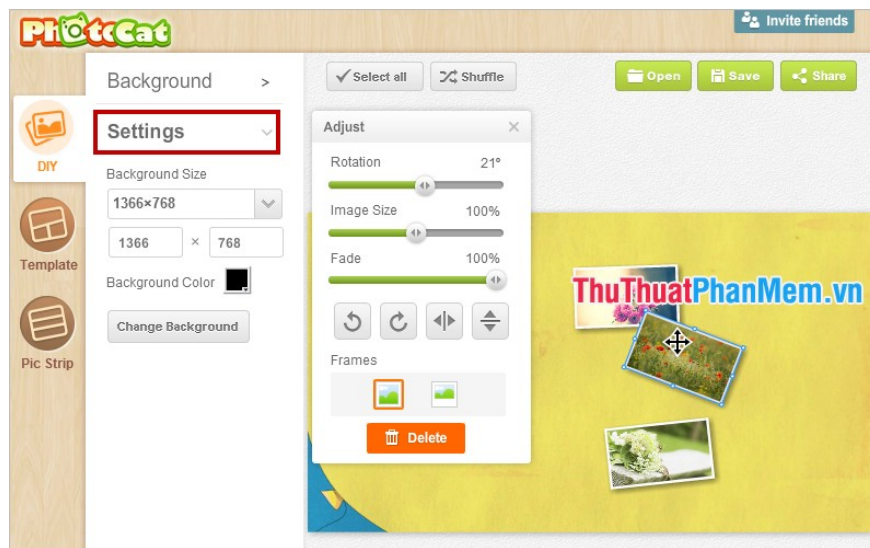 PhotoCat
Invite friends
Background >
Select all
Shuffle
Open
Save
Share
Settings
DIY
Template
Pic Strip
Background Size
1366×768
1366 × 768
Background Color
Change Background
Adjust
Rotation 21°
Image Size 100%
Fade 100%
Frames
Delete
ThuThuatPhanMem.vn